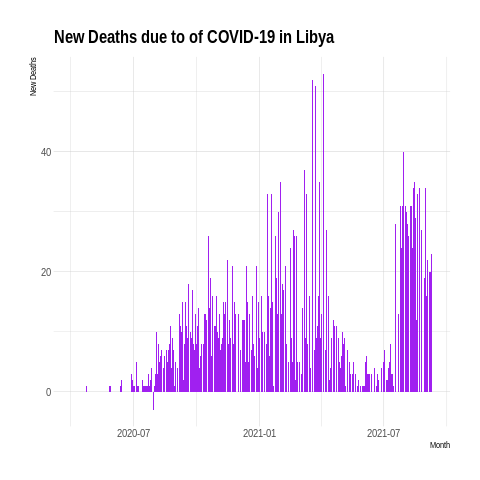 New Deaths due to of COVID-19 in Libya
New Deaths
40
20
0
2020-07
2021-01
2021-07
Month